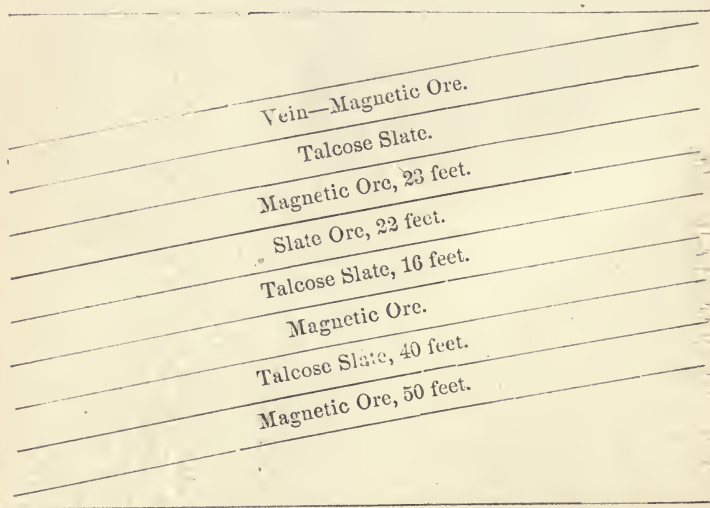 Vein—Magnetic Ore.
Talcose Slate.
Magnetic Ore, 23 feet.
Slate Ore, 22 feet.
Talcose Slate, 16 feet.
Magnetic Ore.
Talcose Slate, 40 feet.
Magnetic Ore, 50 feet.